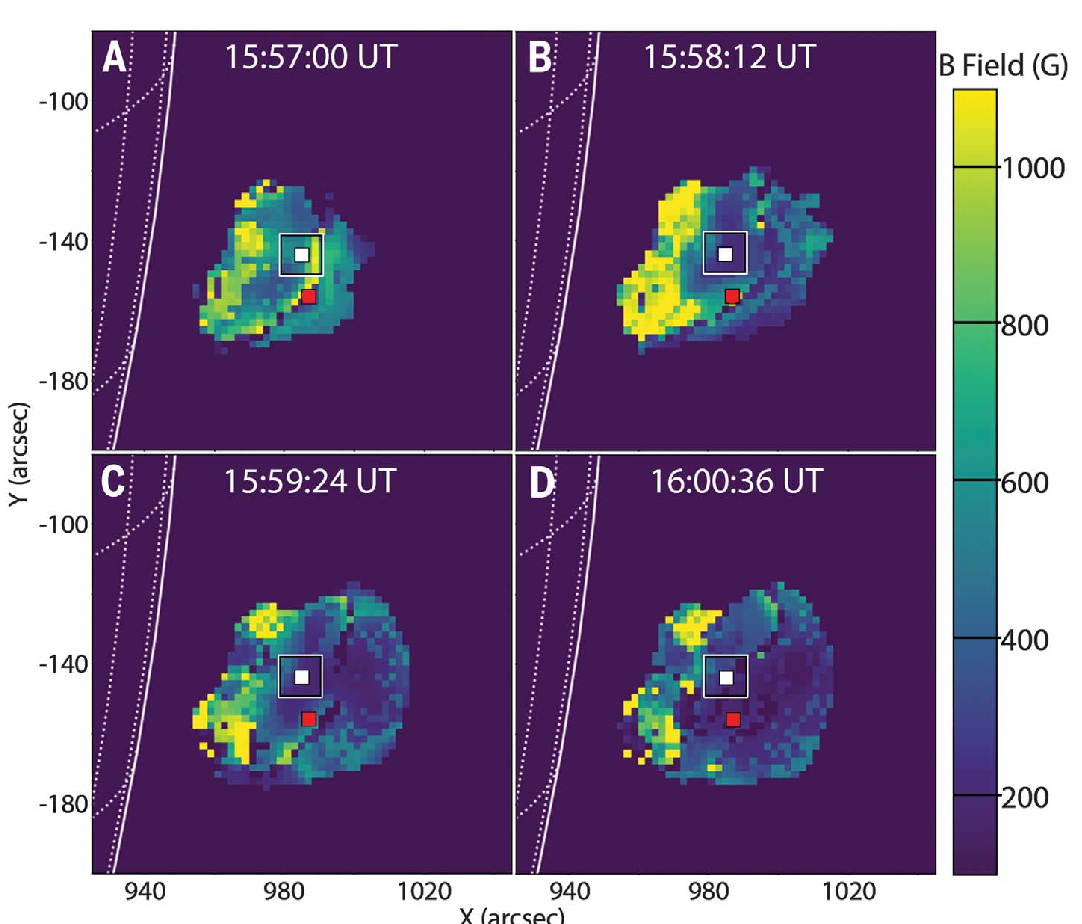 A 15:57:00 UT
B 15:58:12 UT
B Field (G)
-100
-140
-180
1000
800
600
400
200
Y (arcsec)
C 15:59:24 UT
D 16:00:36 UT
-100
-140
-180
940 980 1020
940 980 1020
X (arcsec)